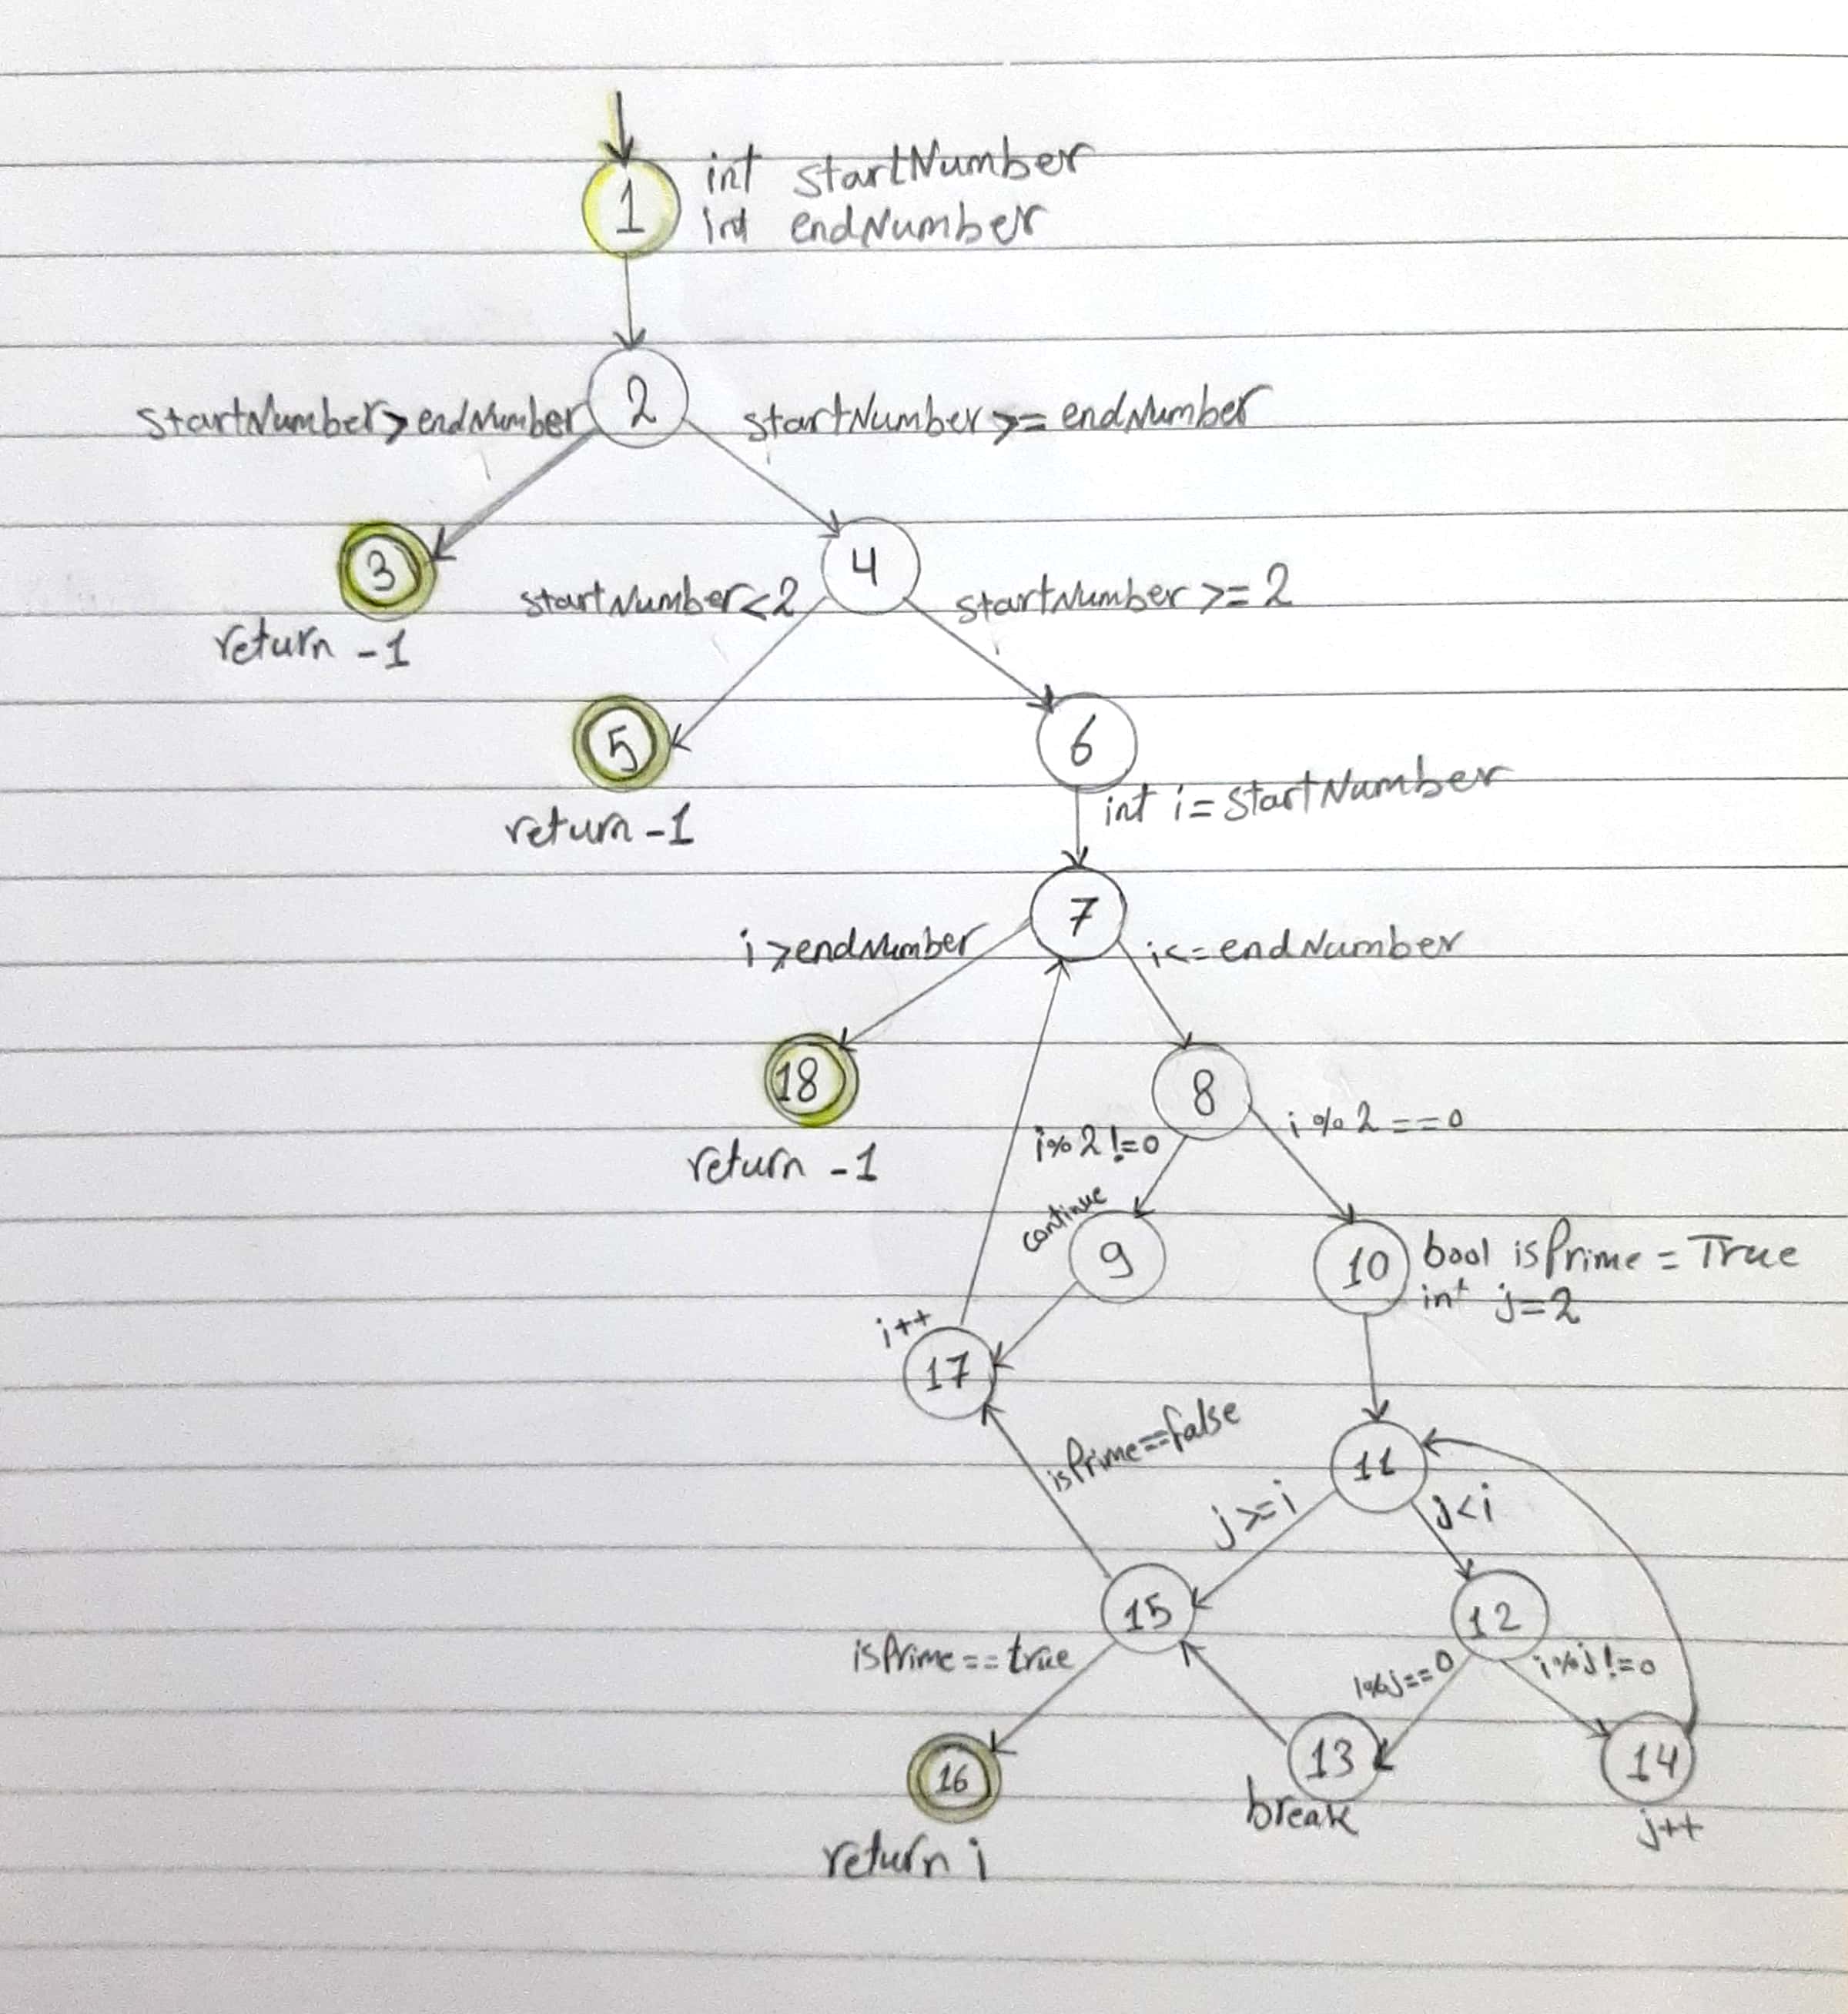 int startNumber
1
int endNumber
2
startNumber>endNumber
startNumber>=endNumber
3
4
return -1
startNumber<2
startNumber>=2
5
6
return -1
int i=startNumber
7
i>endNumber
i<=endNumber
18
8
return -1
i%2!=0
i%2==0
continue
9
10
bool isPrime=True
int j=2
i++
17
isPrime==false
11
j>=i
j<i
15
12
isPrime==true
i%j==0
i%j!=0
16
13
14
return i
break
j++